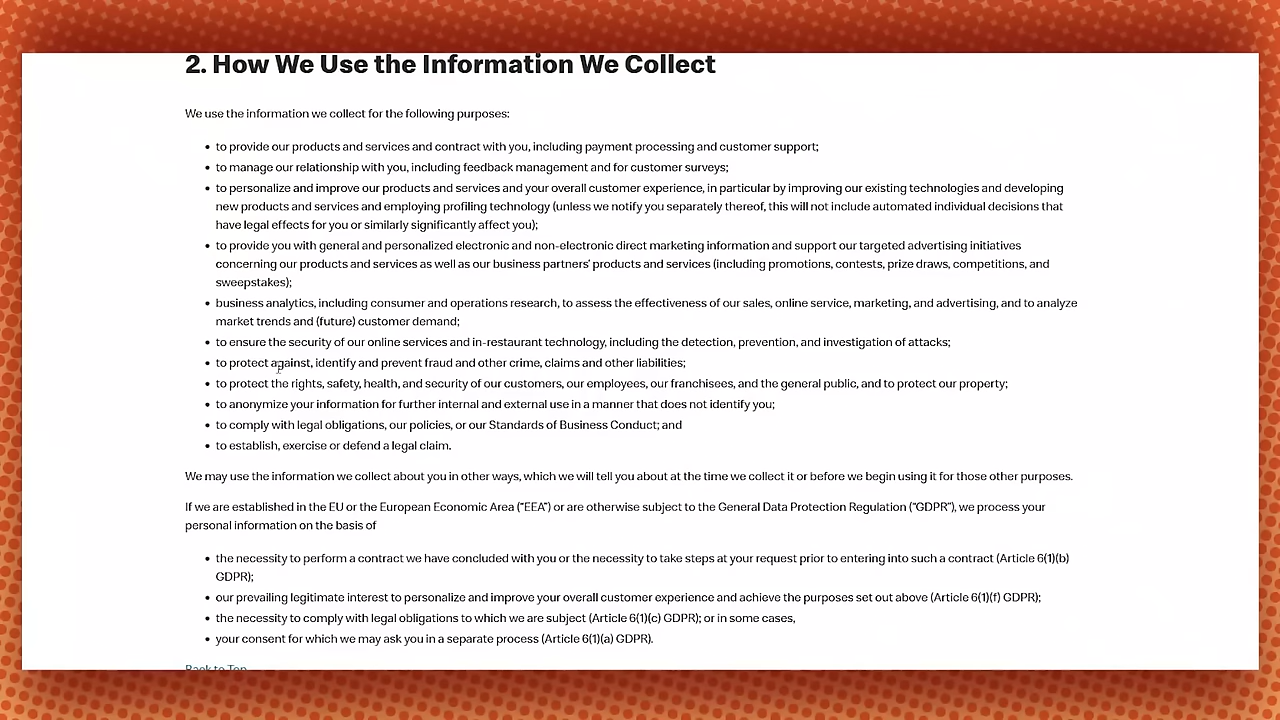 2. How We Use the Information We Collect
We use the information we collect for the following purposes:
• to provide our products and services and contract with you, including payment processing and customer support;
• to manage our relationship with you, including feedback management and for customer surveys;
• to personalize and improve our products and services and your overall customer experience, in particular by improving our existing technologies and developing
new products and services and employing profiling technology (unless we notify you separately thereof, this will not include automated individual decisions that
have legal effects for you or similarly significantly affect you);
• to provide you with general and personalized electronic and non-electronic direct marketing information and support our targeted advertising initiatives
concerning our products and services as well as our business partners' products and services (including promotions, contests, prize draws, competitions, and
sweepstakes);
• business analytics, including consumer and operations research, to assess the effectiveness of our sales, online service, marketing, and advertising, and to analyze
market trends and (future) customer demand;
• to ensure the security of our online services and in-restaurant technology, including the detection, prevention, and investigation of attacks;
• to protect against, identify and prevent fraud and other crime, claims and other liabilities;
• to protect the rights, safety, health, and security of our customers, our employees, our franchisees, and the general public, and to protect our property;
• to anonymize your information for further internal and external use in a manner that does not identify you;
• to comply with legal obligations, our policies, or our Standards of Business Conduct; and
• to establish, exercise or defend a legal claim.
We may use the information we collect about you in other ways, which we will tell you about at the time we collect it or before we begin using it for those other purposes.
If we are established in the EU or the European Economic Area ("EEA") or are otherwise subject to the General Data Protection Regulation ("GDPR"), we process your
personal information on the basis of
• the necessity to perform a contract we have concluded with you or the necessity to take steps at your request prior to entering into such a contract (Article 6(1)(b)
GDPR);
• our prevailing legitimate interest to personalize and improve your overall customer experience and achieve the purposes set out above (Article 6(1)(f) GDPR);
• the necessity to comply with legal obligations to which we are subject (Article 6(1)(c) GDPR); or in some cases,
• your consent for which we may ask you in a separate process (Article 6(1)(a) GDPR).
Back to Top